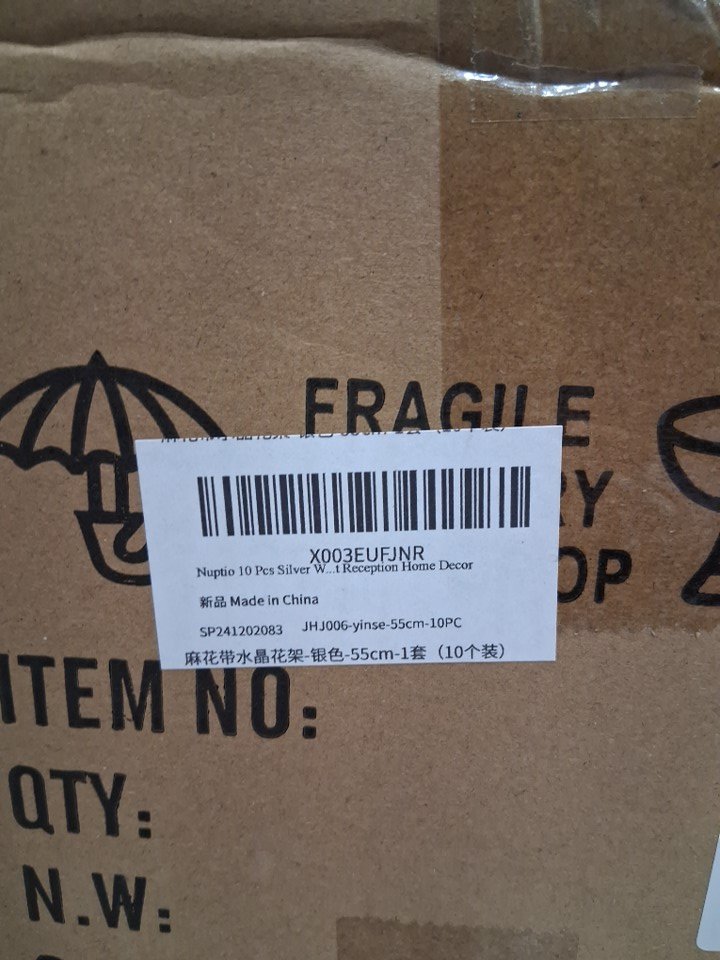 FRAGILE
X003EUFJNR
Nuptio 10 Pcs Silver W...t Reception Home Decor
新品 Made in China
SP241202083 JHJ006-yinse-55cm-10PC
麻花带水晶花架-银色-55cm-1套（10个装）
ITEM NO:
QTY:
N.W: